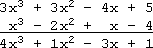 3x³ + 3x² - 4x + 5
x³ - 2x² + x - 4
4x³ + 1x² - 3x + 1